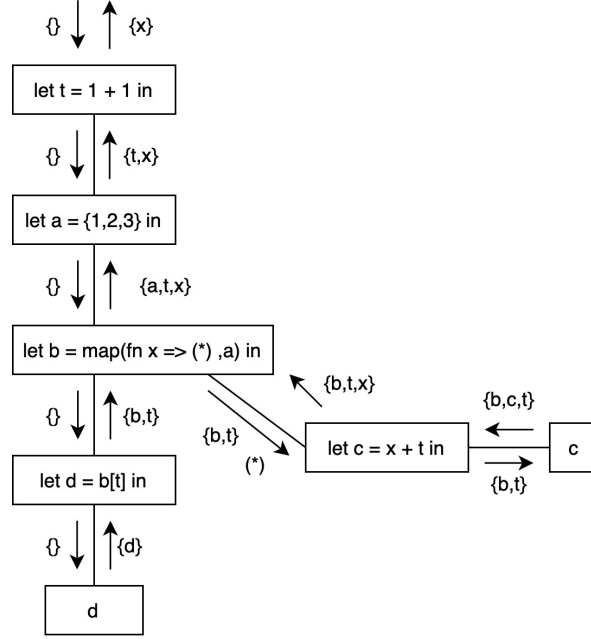 {} {x}
let t = 1 + 1 in
{} {t,x}
let a = {1,2,3} in
{} {a,t,x}
let b = map(fn x => (*) ,a) in
{b,t,x}
{} {b,t}
{b,t}
(*)
let c = x + t in
{b,c,t}
{b,t}
c
let d = b[t] in
{} {d}
d